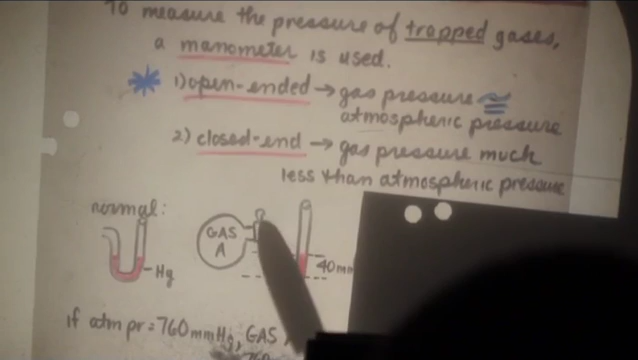 To measure the pressure of trapped gases,
a manometer is used.
1) open-ended → gas pressure ≅
atmospheric pressure
2) closed-end → gas pressure much
less than atmospheric pressure
normal:
GAS
A
Hg
40mm
if atm pr = 760 mmHg, GAS